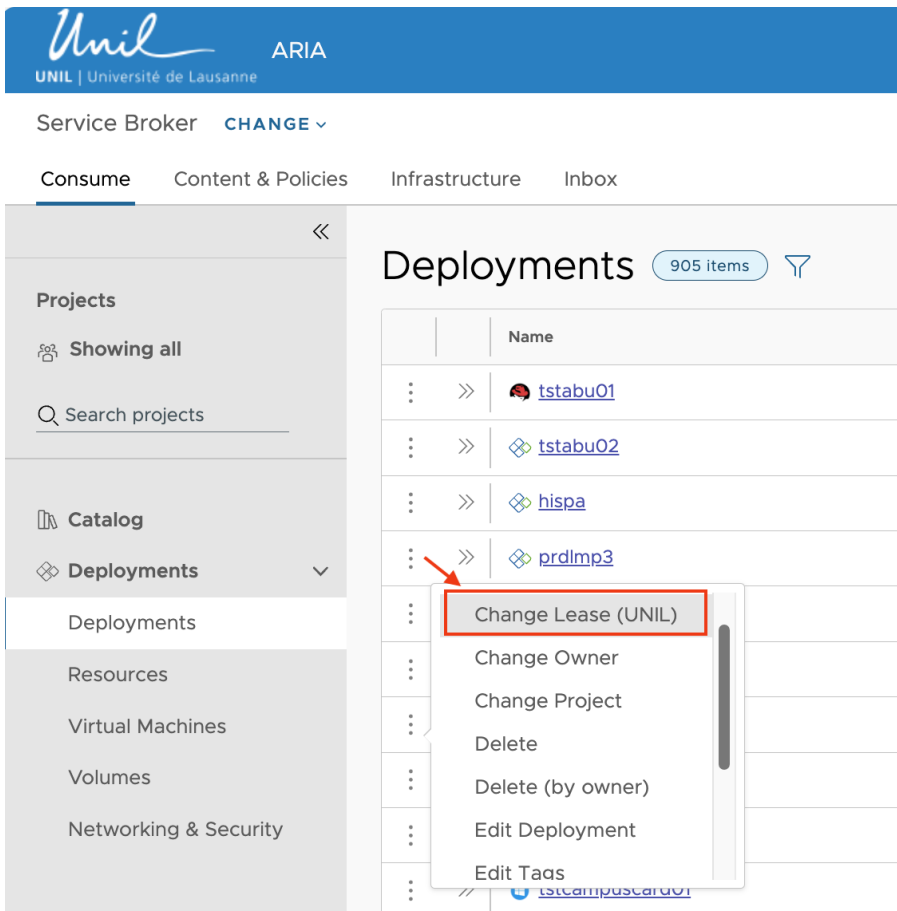 Unil
UNIL | Université de Lausanne
ARIA
Service Broker CHANGE
Consume Content & Policies Infrastructure Inbox
Projects
Showing all
Search projects
Catalog
Deployments
Deployments
Resources
Virtual Machines
Volumes
Networking & Security
Deployments 905 items
Name
tstabu01
tstabu02
hispa
prdlmp3
Change Lease (UNIL)
Change Owner
Change Project
Delete
Delete (by owner)
Edit Deployment
Edit Tags
tstcampuscard01